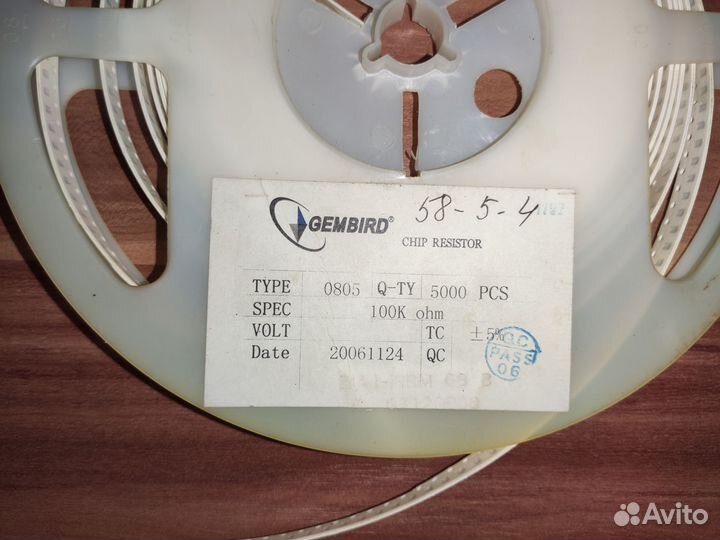 58-5-4
GEMBIRD®
CHIP RESISTOR
TYPE 0805 Q-TY 5000 PCS
SPEC 100K ohm
VOLT TC ±5%
Date 20061124 QC
QC
PASS
06
Avito